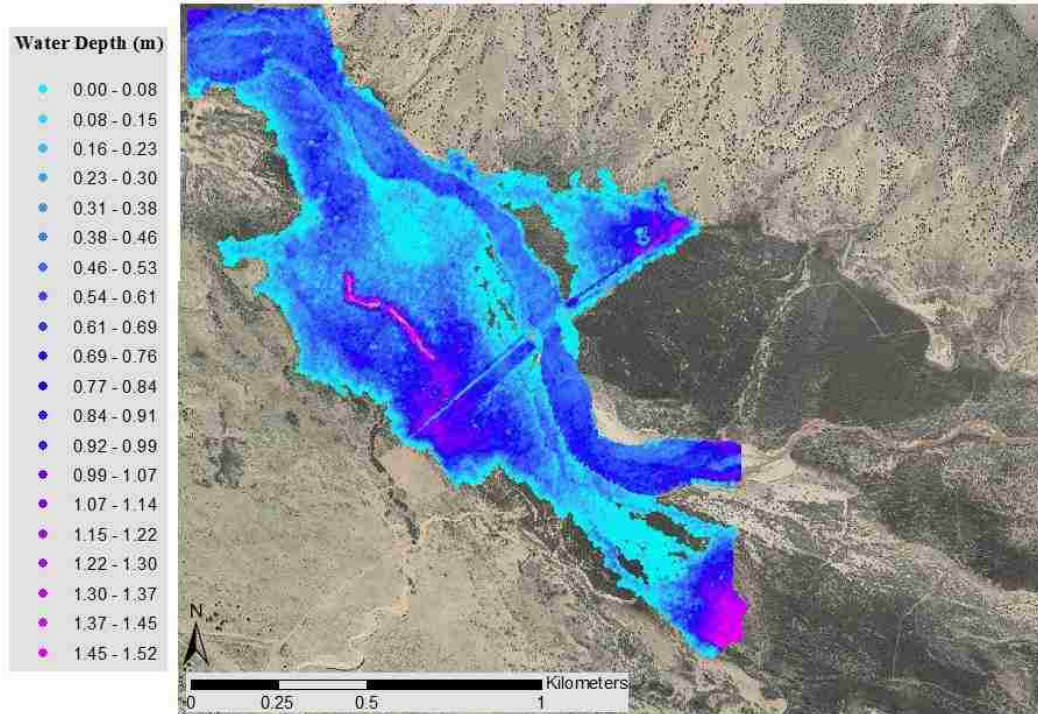 Water Depth (m)
0.00 - 0.08
0.08 - 0.15
0.16 - 0.23
0.23 - 0.30
0.31 - 0.38
0.38 - 0.46
0.46 - 0.53
0.54 - 0.61
0.61 - 0.69
0.69 - 0.76
0.77 - 0.84
0.84 - 0.91
0.92 - 0.99
0.99 - 1.07
1.07 - 1.14
1.15 - 1.22
1.22 - 1.30
1.30 - 1.37
1.37 - 1.45
1.45 - 1.52
N
Kilometers
0 0.25 0.5 1